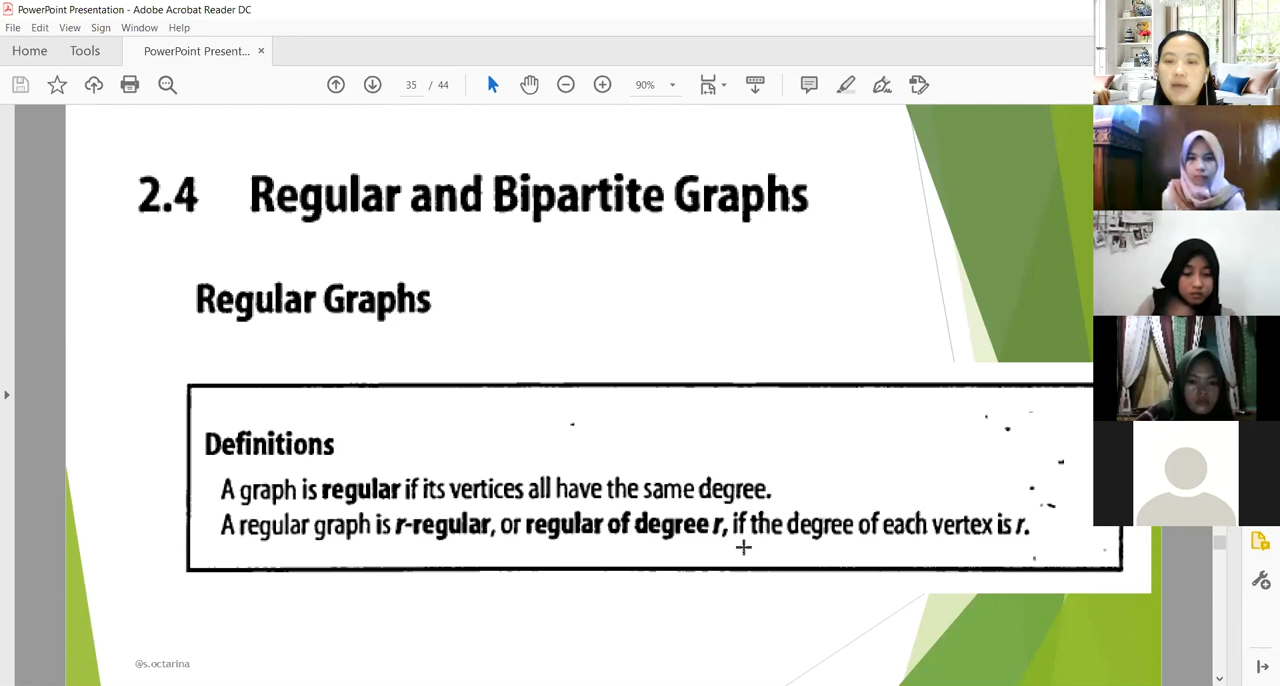 PowerPoint Presentation - Adobe Acrobat Reader DC
File Edit View Sign Window Help
Home Tools PowerPoint Present... ×
35 / 44 90%
2.4 Regular and Bipartite Graphs
Regular Graphs
Definitions
A graph is regular if its vertices all have the same degree.
A regular graph is r-regular, or regular of degree r, if the degree of each vertex is r.
@s.octarina